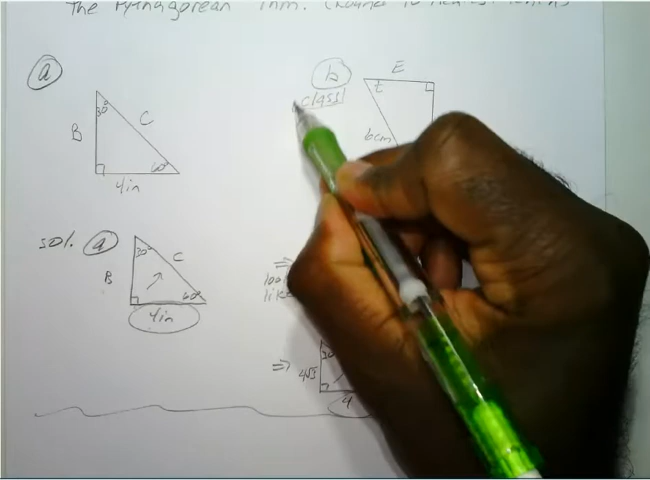 the Pythagorean Thm. (Round to nearest tenth)
a
30°
B
C
60°
4in
b
class
E
t
6cm
sol. a
30°
B
C
60°
4in
⇒
look
like
⇒
30
4√3
4